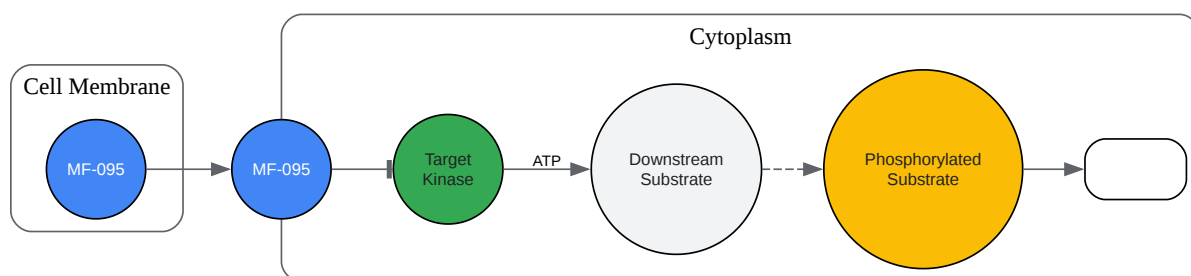 Cytoplasm
Cell Membrane
MF-095
MF-095
Target
Kinase
ATP
Downstream
Substrate
Phosphorylated
Substrate